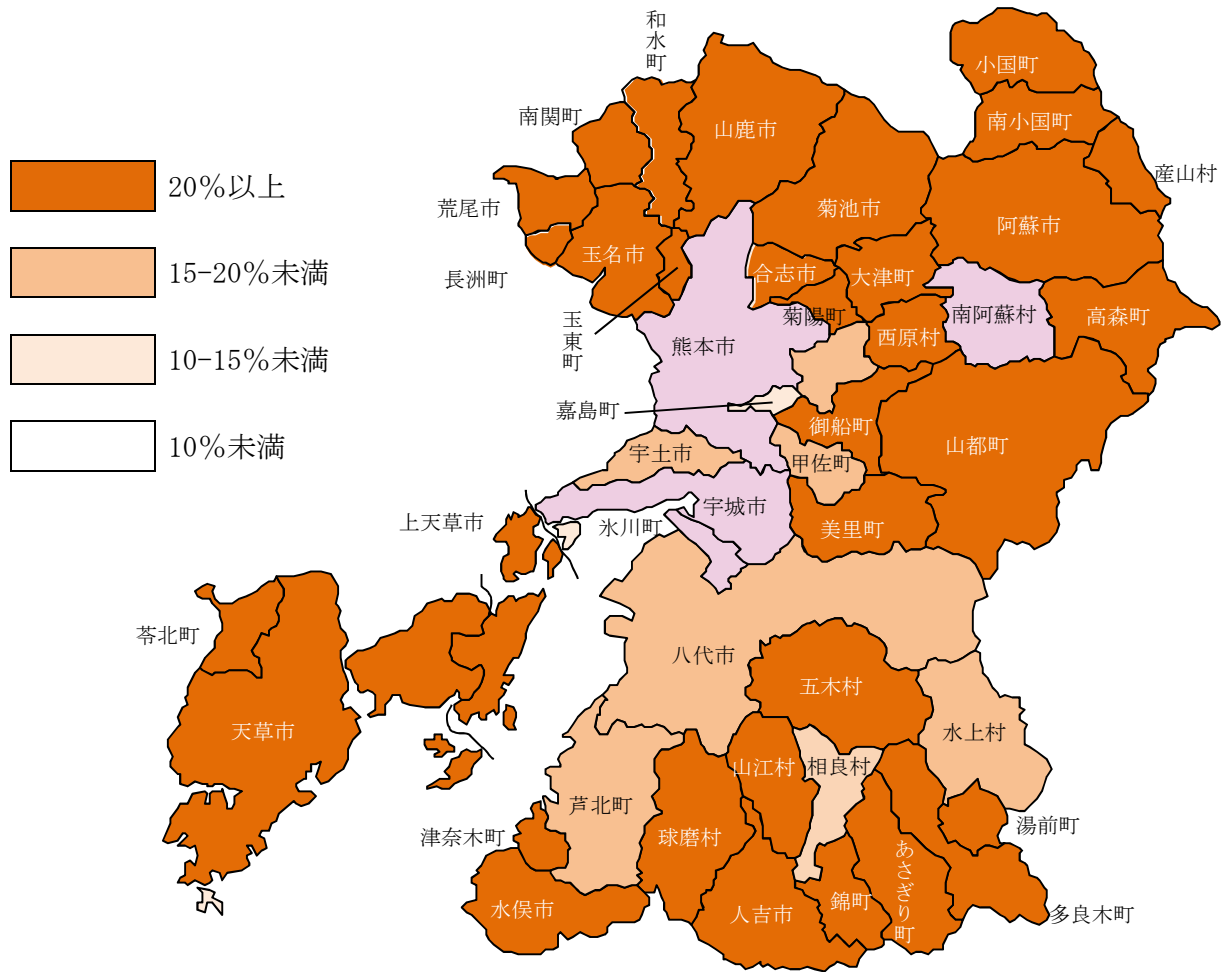 20%以上
15-20%未満
10-15%未満
10%未満
和水町
小国町
南関町
山鹿市
南小国町
産山村
荒尾市
菊池市
阿蘇市
玉名市
長洲町
合志市
大津町
玉東町
菊陽町
南阿蘇村
高森町
熊本市
西原村
嘉島町
御船町
山都町
宇土市
甲佐町
宇城市
上天草市
氷川町
美里町
苓北町
八代市
五木村
天草市
水上村
山江村
相良村
芦北町
湯前町
津奈木町
球磨村
あさぎり町
水俣市
人吉市
錦町
多良木町